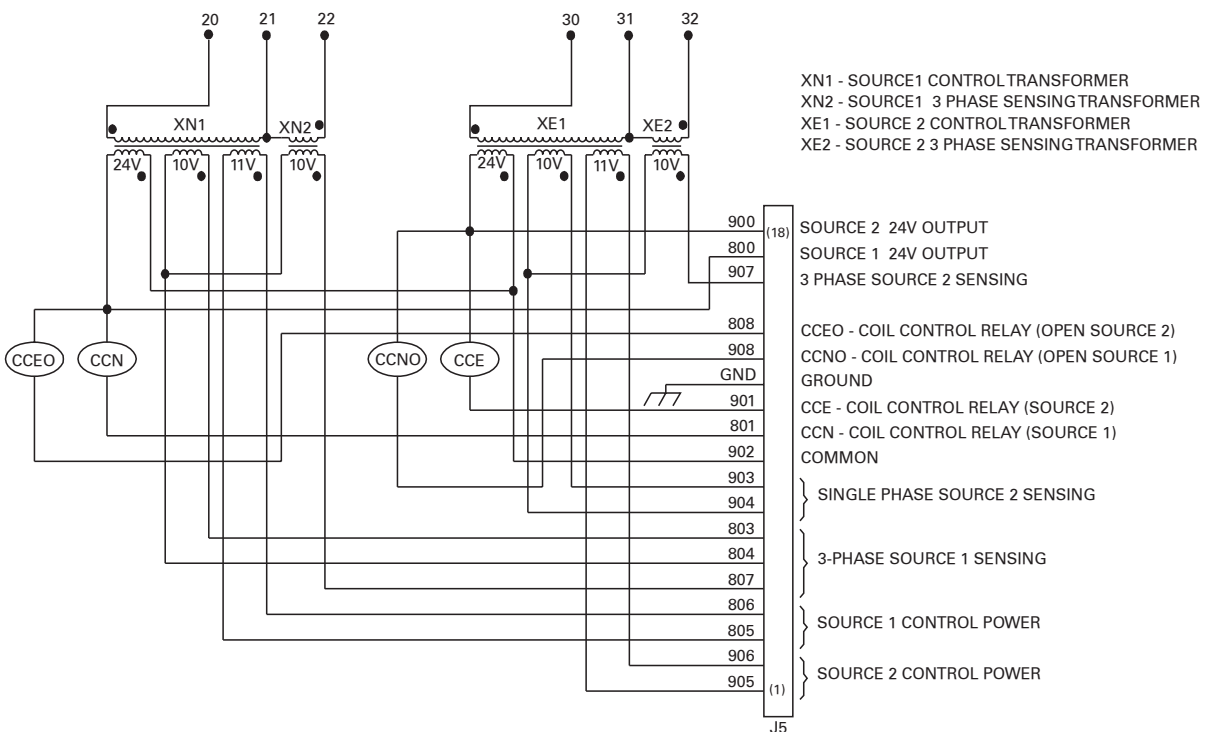 20 21 22 30 31 32
XN1 - SOURCE1 CONTROL TRANSFORMER
XN2 - SOURCE1 3 PHASE SENSING TRANSFORMER
XE1 - SOURCE 2 CONTROL TRANSFORMER
XE2 - SOURCE 2 3 PHASE SENSING TRANSFORMER
XN1 XN2 XE1 XE2
24V 10V 11V 10V 24V 10V 11V 10V
900 (18) SOURCE 2 24V OUTPUT
800 SOURCE 1 24V OUTPUT
907 3 PHASE SOURCE 2 SENSING
808 CCEO - COIL CONTROL RELAY (OPEN SOURCE 2)
CCEO CCN CCNO CCE
908 CCNO - COIL CONTROL RELAY (OPEN SOURCE 1)
GND GROUND
901 CCE - COIL CONTROL RELAY (SOURCE 2)
801 CCN - COIL CONTROL RELAY (SOURCE 1)
902 COMMON
903
SINGLE PHASE SOURCE 2 SENSING
904
803
804 3-PHASE SOURCE 1 SENSING
807
806
SOURCE 1 CONTROL POWER
805
906
SOURCE 2 CONTROL POWER
905 (1)
J5